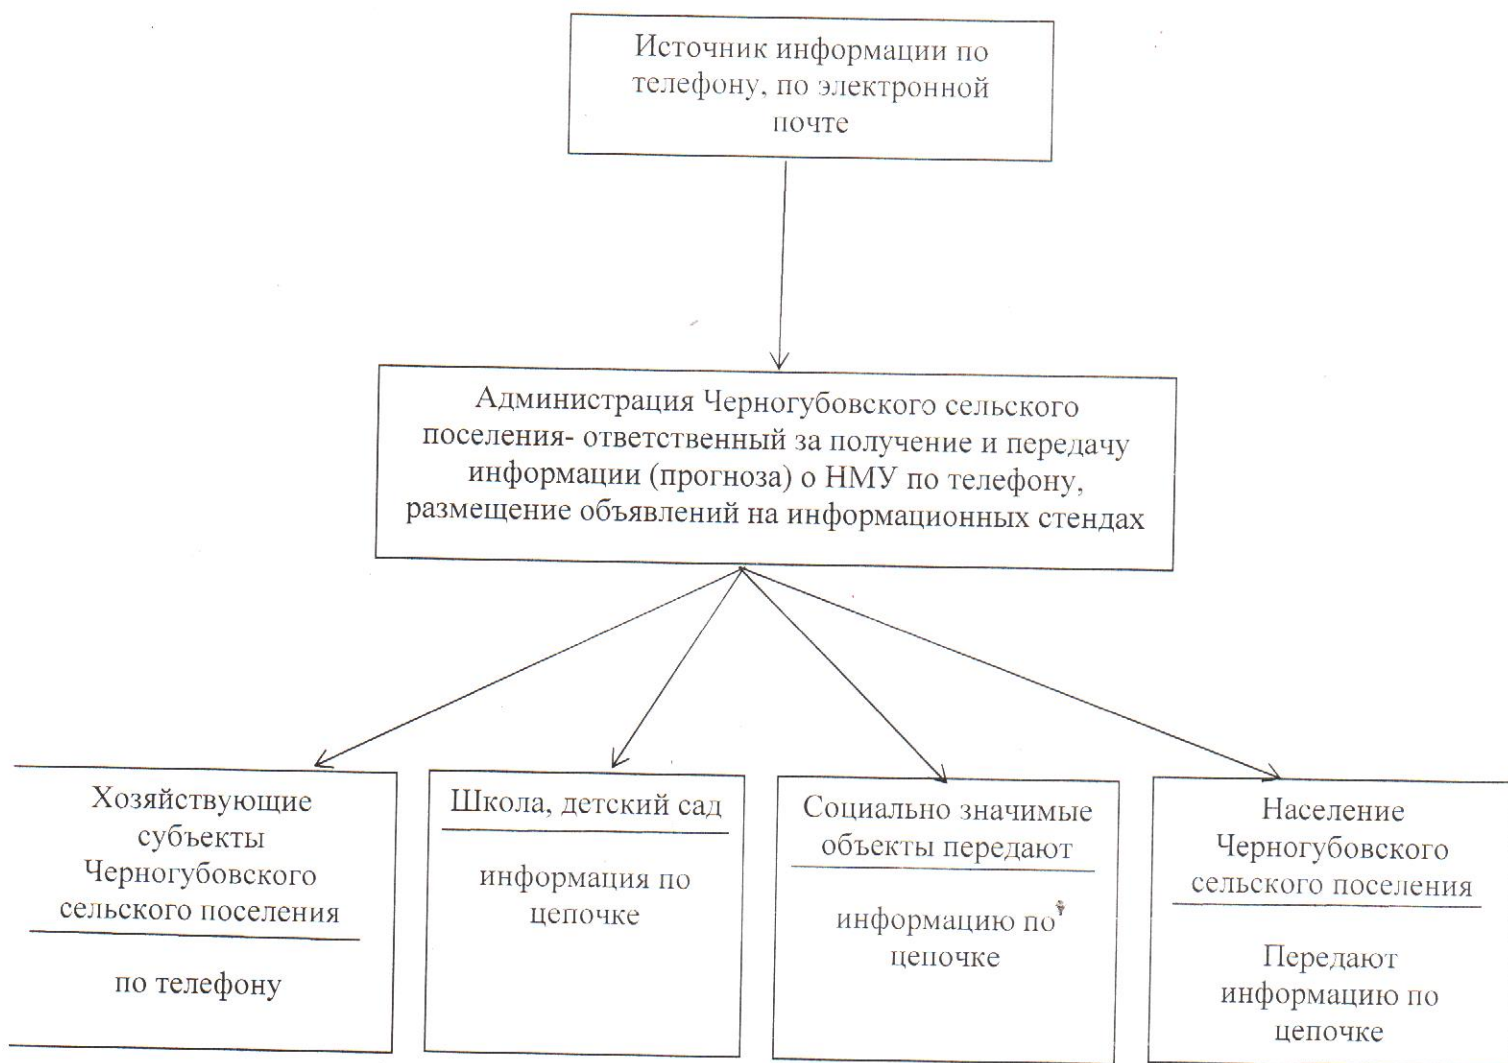 Источник информации по
телефону, по электронной
почте
Администрация Черногубовского сельского
поселения- ответственный за получение и передачу
информации (прогноза) о НМУ по телефону,
размещение объявлений на информационных стендах
Хозяйствующие
субъекты
Черногубовского
сельского поселения
по телефону
Школа, детский сад
информация по
цепочке
Социально значимые
объекты передают
информацию по
цепочке
Население
Черногубовского
сельского поселения
Передают
информацию по
цепочке